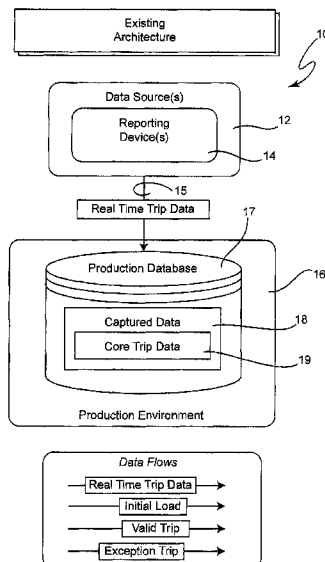 Existing
Architecture
10
Data Source(s)
Reporting
Device(s)
12
14
15
Real Time Trip Data
17
Production Database
16
Captured Data
18
Core Trip Data
19
Production Environment
Data Flows
Real Time Trip Data
Initial Load
Valid Trip
Exception Trip